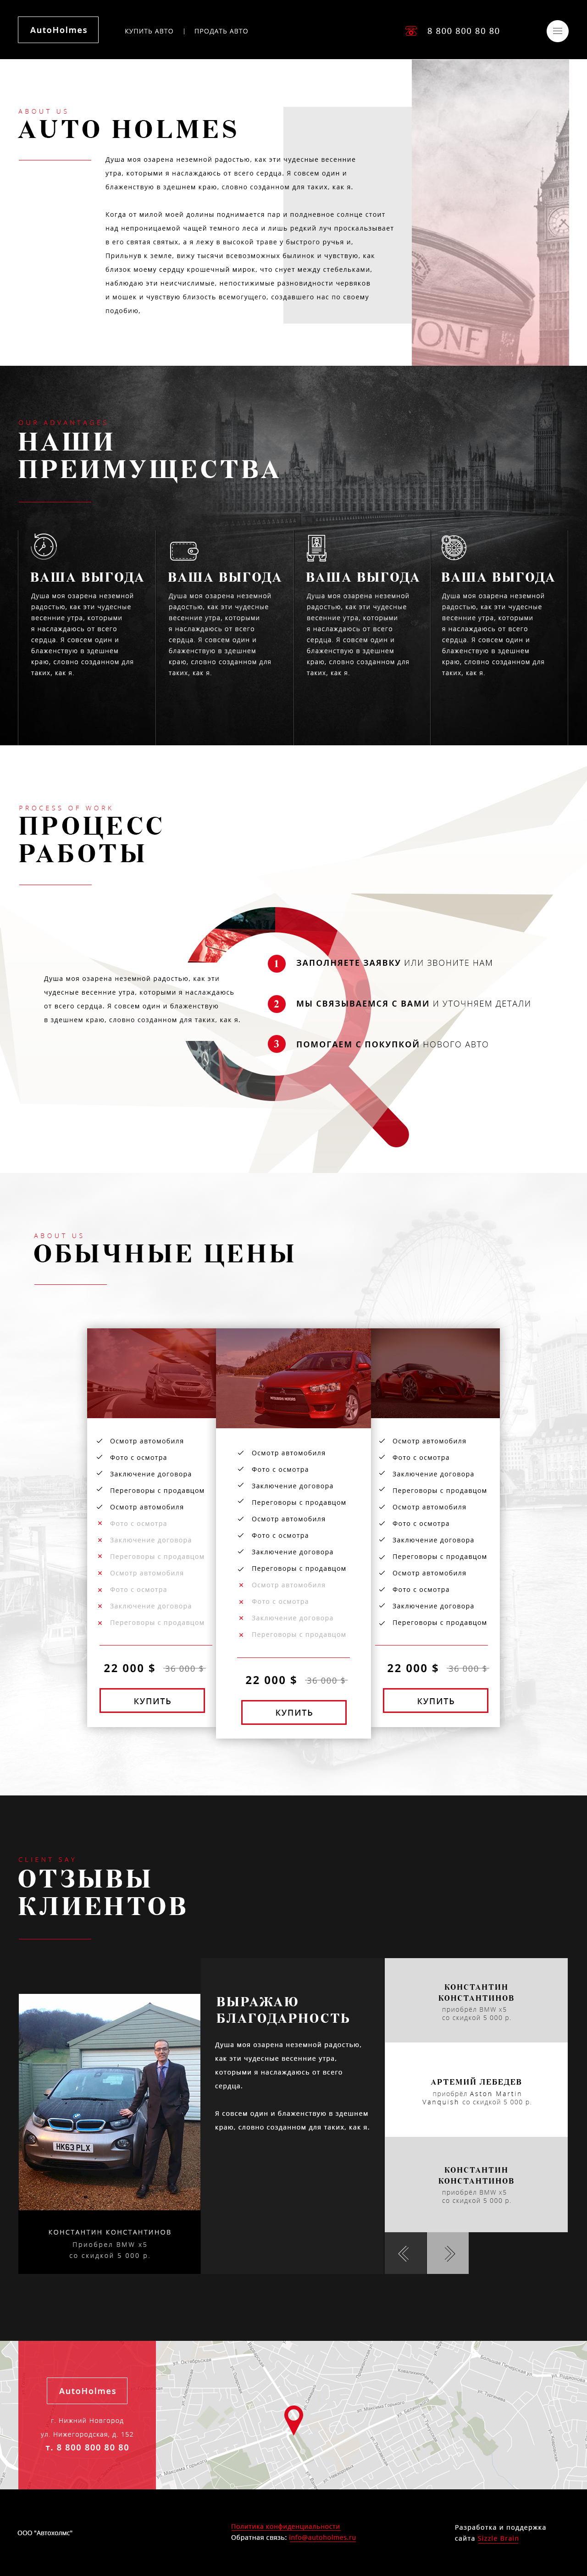 AutoHolmes
КУПИТЬ АВТО | ПРОДАТЬ АВТО
8 800 800 80 80
ABOUT US
AUTO HOLMES
Душа моя озарена неземной радостью, как эти чудесные весенние
утра, которыми я наслаждаюсь от всего сердца. Я совсем один и
блаженствую в здешнем краю, словно созданном для таких, как я.
Когда от милой моей долины поднимается пар и полдневное солнце стоит
над непроницаемой чащей темного леса и лишь редкий луч проскальзывает
в его святая святых, а я лежу в высокой траве у быстрого ручья и,
Прильнув к земле, вижу тысячи всевозможных былинок и чувствую, как
близок моему сердцу крошечный мирок, что снует между стебельками,
наблюдаю эти неисчислимые, непостижимые разновидности червяков
и мошек и чувствую близость всемогущего, создавшего нас по своему
подобию.
OUR ADVANTAGES
НАШИ
ПРЕИМУЩЕСТВА
ВАША ВЫГОДА
Душа моя озарена неземной
радостью, как эти чудесные
весенние утра, которыми
я наслаждаюсь от всего
сердца. Я совсем один и
блаженствую в здешнем
краю, словно созданном для
таких, как я.
ВАША ВЫГОДА
Душа моя озарена неземной
радостью, как эти чудесные
весенние утра, которыми
я наслаждаюсь от всего
сердца. Я совсем один и
блаженствую в здешнем
краю, словно созданном для
таких, как я.
ВАША ВЫГОДА
Душа моя озарена неземной
радостью, как эти чудесные
весенние утра, которыми
я наслаждаюсь от всего
сердца. Я совсем один и
блаженствую в здешнем
краю, словно созданном для
таких, как я.
ВАША ВЫГОДА
Душа моя озарена неземной
радостью, как эти чудесные
весенние утра, которыми
я наслаждаюсь от всего
сердца. Я совсем один и
блаженствую в здешнем
краю, словно созданном для
таких, как я.
PROCESS OF WORK
ПРОЦЕСС
РАБОТЫ
Душа моя озарена неземной радостью, как эти
чудесные весенние утра, которыми я наслаждаюсь
от всего сердца. Я совсем один и блаженствую
в здешнем краю, словно созданном для таких, как я.
1 ЗАПОЛНЯЕТЕ ЗАЯВКУ ИЛИ ЗВОНИТЕ НАМ
2 МЫ СВЯЗЫВАЕМСЯ С ВАМИ И УТОЧНЯЕМ ДЕТАЛИ
3 ПОМОГАЕМ С ПОКУПКОЙ НОВОГО АВТО
ABOUT US
ОБЫЧНЫЕ ЦЕНЫ
Осмотр автомобиля
Фото с осмотра
Заключение договора
Переговоры с продавцом
Осмотр автомобиля
Фото с осмотра
Заключение договора
Переговоры с продавцом
Осмотр автомобиля
Фото с осмотра
Заключение договора
Переговоры с продавцом
22 000 $ 36 000 $
КУПИТЬ
Осмотр автомобиля
Фото с осмотра
Заключение договора
Переговоры с продавцом
Осмотр автомобиля
Фото с осмотра
Заключение договора
Переговоры с продавцом
Осмотр автомобиля
Фото с осмотра
Заключение договора
Переговоры с продавцом
22 000 $ 36 000 $
КУПИТЬ
Осмотр автомобиля
Фото с осмотра
Заключение договора
Переговоры с продавцом
Осмотр автомобиля
Фото с осмотра
Заключение договора
Переговоры с продавцом
Осмотр автомобиля
Фото с осмотра
Заключение договора
Переговоры с продавцом
22 000 $ 36 000 $
КУПИТЬ
CLIENT SAY
ОТЗЫВЫ
КЛИЕНТОВ
HK63 PLX
КОНСТАНТИН КОНСТАНТИНОВ
Приобрел BMW x5
со скидкой 5 000 р.
ВЫРАЖАЮ
БЛАГОДАРНОСТЬ
Душа моя озарена неземной радостью,
как эти чудесные весенние утра,
которыми я наслаждаюсь от всего
сердца.
Я совсем один и блаженствую в здешнем
краю, словно созданном для таких, как я.
КОНСТАНТИН
КОНСТАНТИНОВ
приобрёл BMW x5
со скидкой 5 000 р.
АРТЕМИЙ ЛЕБЕДЕВ
приобрёл Aston Martin
Vanquish со скидкой 5 000 р.
КОНСТАНТИН
КОНСТАНТИНОВ
приобрёл BMW x5
со скидкой 5 000 р.
AutoHolmes
г. Нижний Новгород
ул. Нижегородская, д. 152
т. 8 800 800 80 80
ООО "Автохолмс"
Политика конфиденциальности
Обратная связь: info@autoholmes.ru
Разработка и поддержка
сайта Sizzle Brain